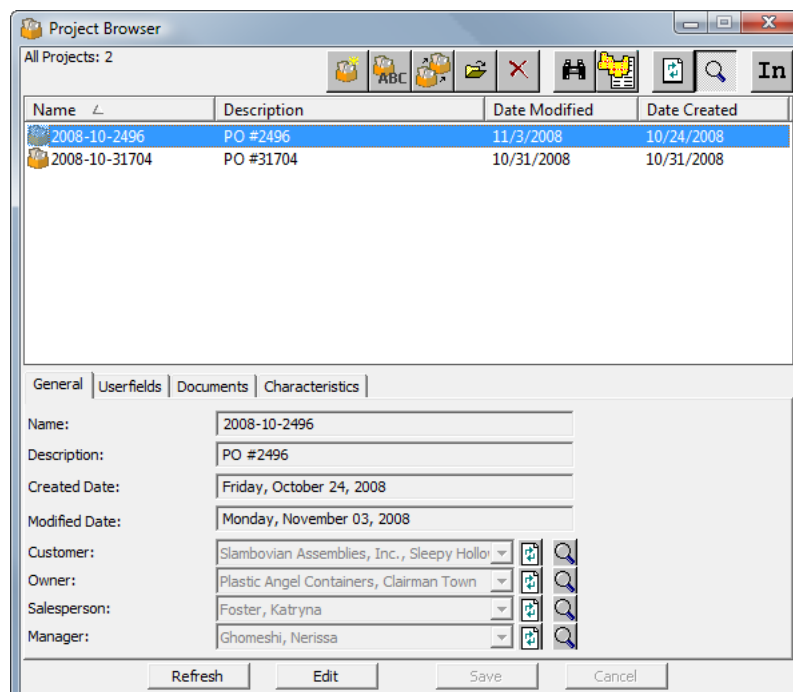 Project Browser
All Projects: 2
ABC
In
Name Description Date Modified Date Created
2008-10-2496 PO #2496 11/3/2008 10/24/2008
2008-10-31704 PO #31704 10/31/2008 10/31/2008
General Userfields Documents Characteristics
Name: 2008-10-2496
Description: PO #2496
Created Date: Friday, October 24, 2008
Modified Date: Monday, November 03, 2008
Customer: Slambovian Assemblies, Inc., Sleepy
Owner: Plastic Angel Containers, Clairman Town
Salesperson: Foster, Katryna
Manager: Ghomeshi, Nerissa
Refresh Edit Save Cancel